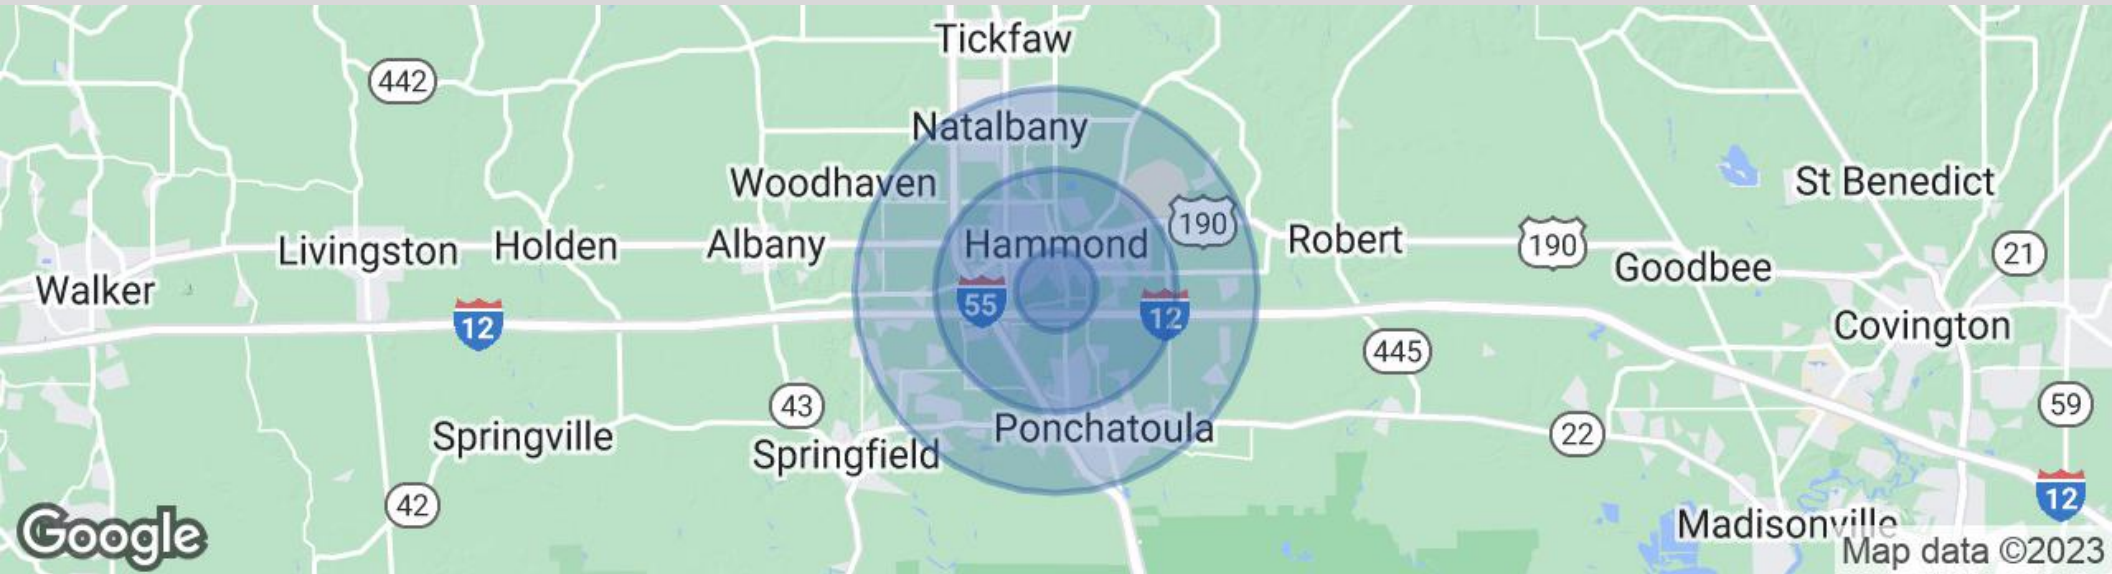 Tickfaw
442
Natalbany
Woodhaven
St Benedict
190
Livingston
Holden
Albany
Hammond
Robert
190
Goodbee
21
Walker
12
55
12
Covington
445
43
59
Springville
Springfield
Ponchatoula
22
42
12
Madisonville
Google
Map data ©2023